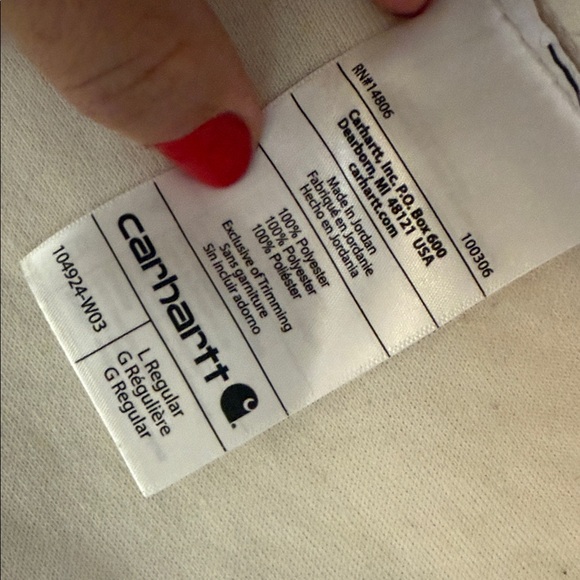 104924-W03
L Regular
G Régulière
G Regular
carhartt
100% Polyester
100% Polyester
100% Poliéster
Exclusive of Trimming
Sans garniture
Sin incluir adorno
Made in Jordan
Fabriqué en Jordanie
Hecho en Jordania
Carhartt, Inc. P.O. Box 600
Dearborn, MI 48121 USA
carhartt.com
RN#14806
100306